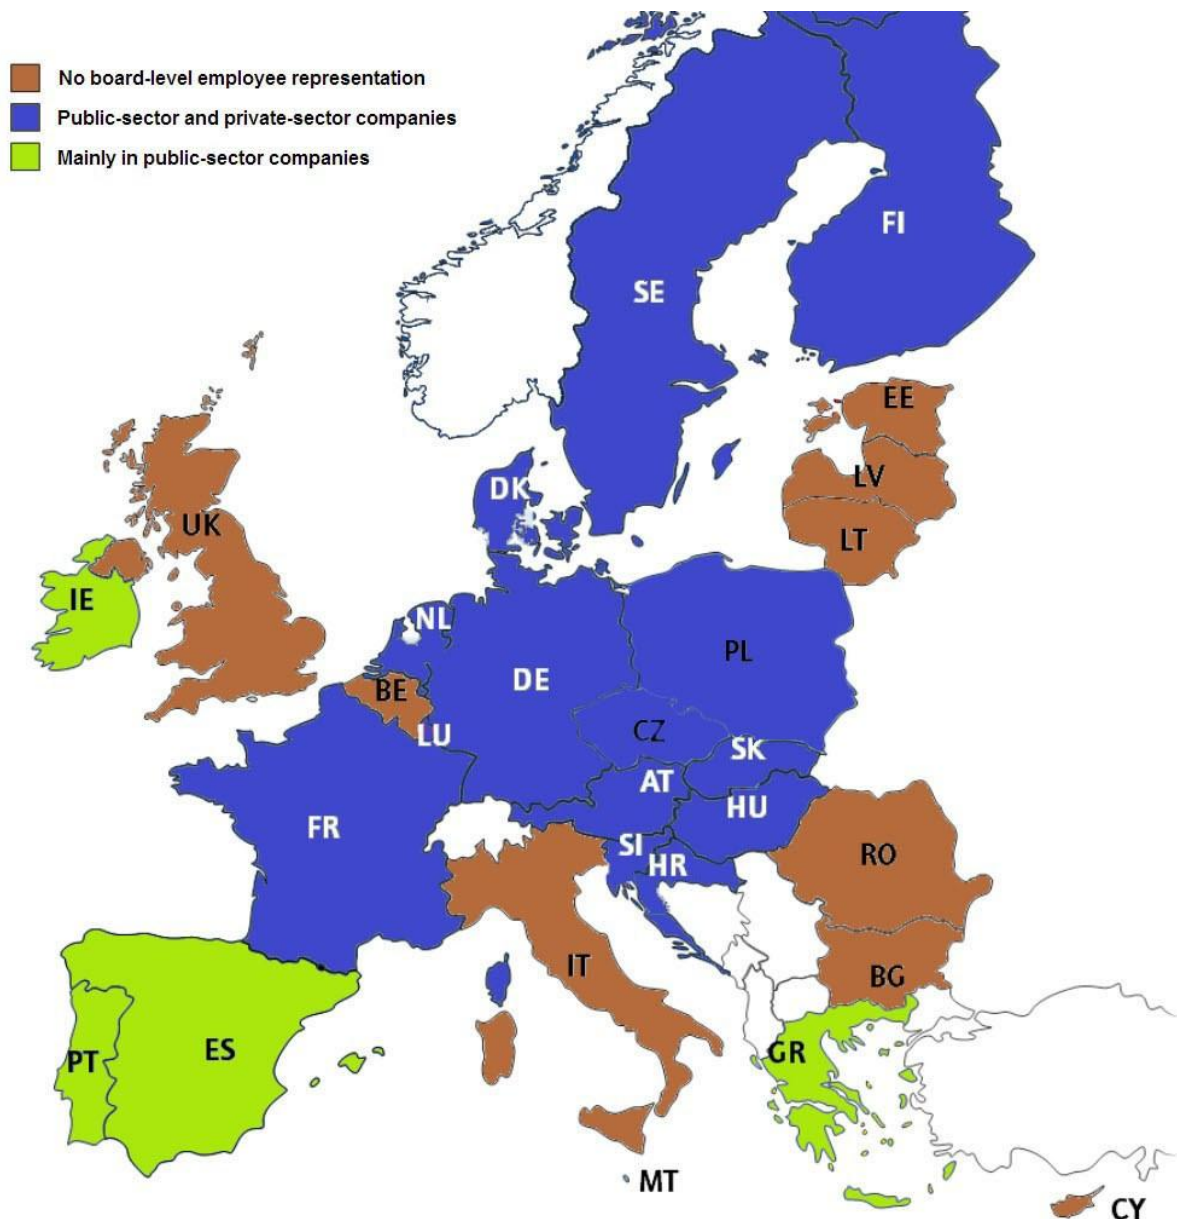 No board-level employee representation
Public-sector and private-sector companies
Mainly in public-sector companies
FI
SE
EE
LV
DK
UK
LT
IE
NL
PL
DE
BE
CZ
LU
SK
AT
HU
FR
SI
HR
RO
IT
BG
ES
GR
PT
MT
CY